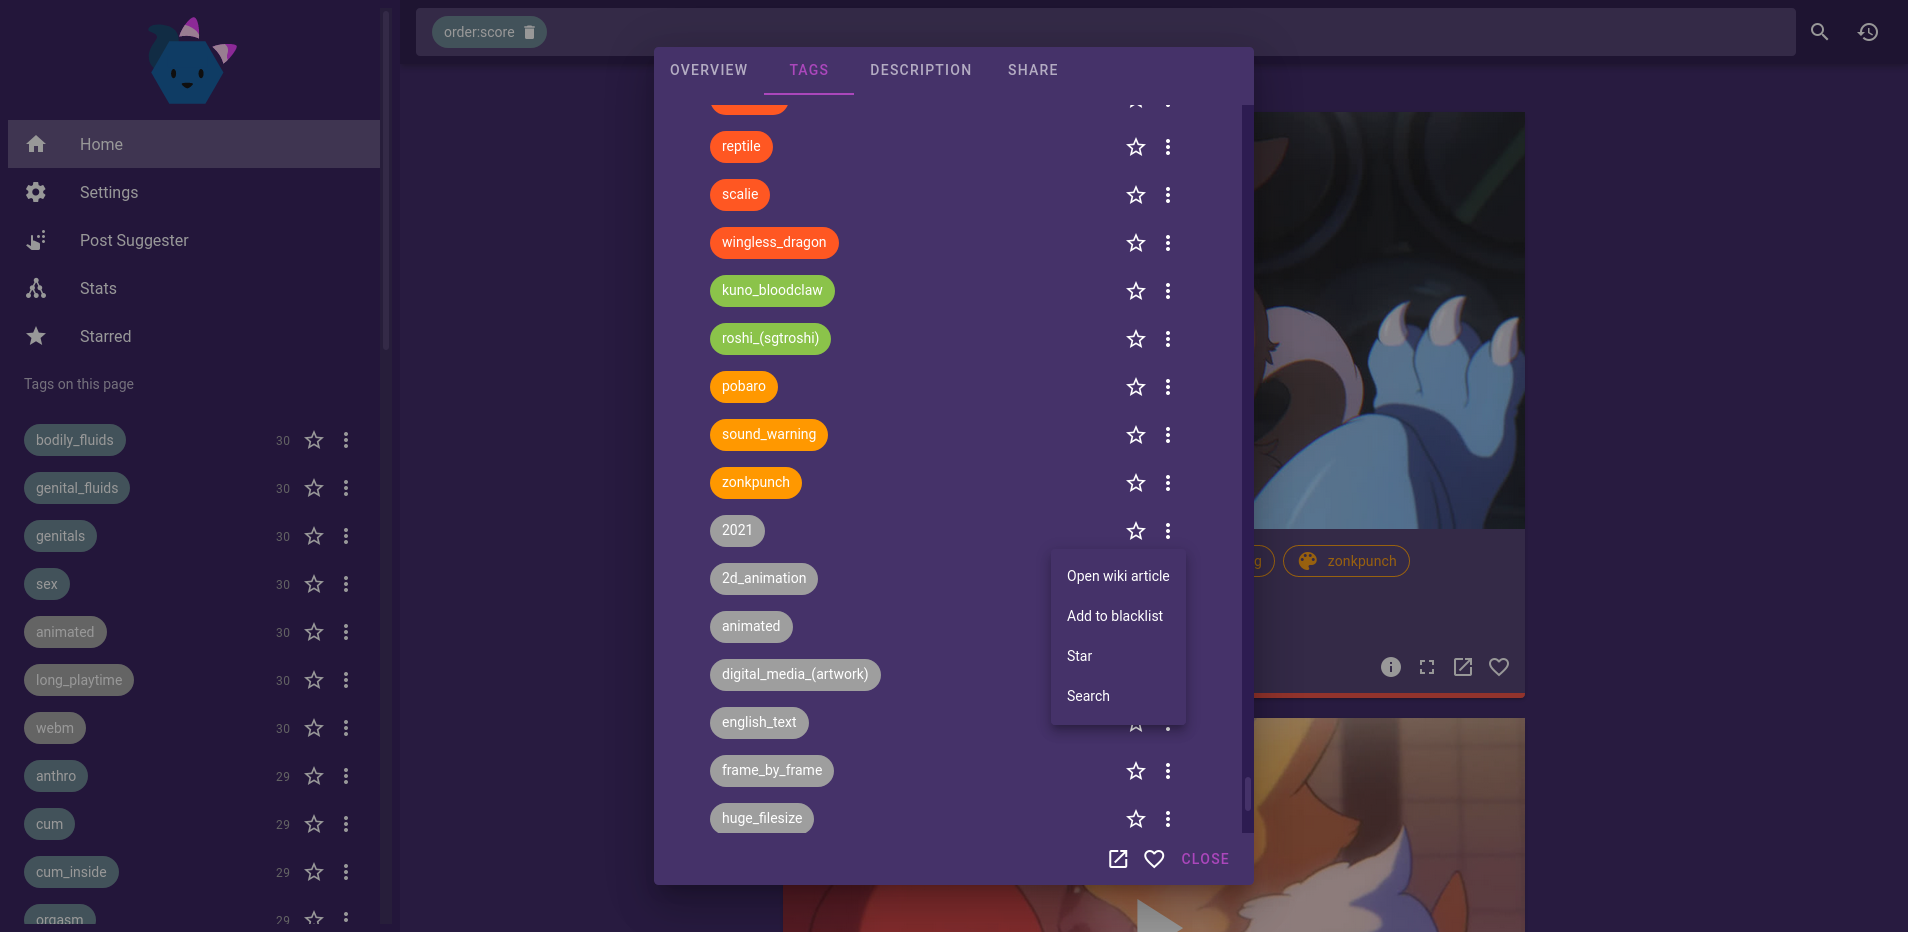 order:score
Home
Settings
Post Suggester
Stats
Starred
Tags on this page
bodily_fluids 30
genital_fluids 30
genitals 30
sex 30
animated 30
long_playtime 30
webm 30
anthro 29
cum 29
cum_inside 29
orgasm 29
OVERVIEW TAGS DESCRIPTION SHARE
reptile
scalie
wingless_dragon
kuno_bloodclaw
roshi_(sgtroshi)
pobaro
sound_warning
zonkpunch
2021
2d_animation
animated
digital_media_(artwork)
english_text
frame_by_frame
huge_filesize
Open wiki article
Add to blacklist
Star
Search
CLOSE
g
zonkpunch